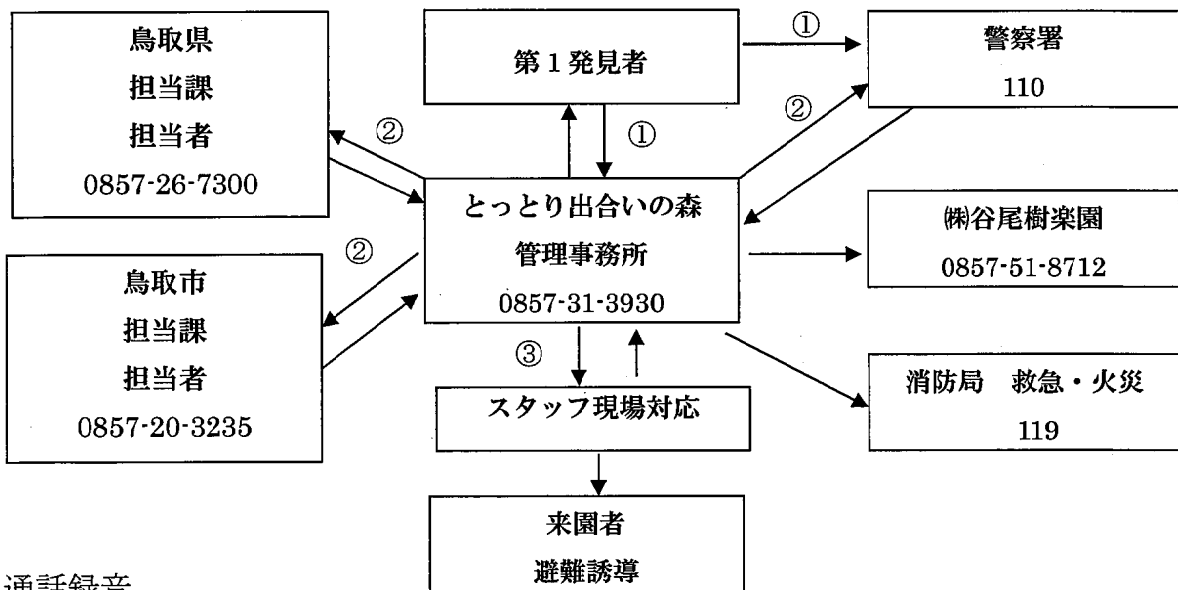 鳥取県
担当課
担当者
0857-26-7300
第1発見者
①
警察署
110
②
①
②
とっとり出合いの森
管理事務所
0857-31-3930
㈱谷尾樹楽園
0857-51-8712
鳥取市
担当課
担当者
0857-20-3235
②
③
スタッフ現場対応
消防局 救急・火災
119
来園者
避難誘導
通話録音